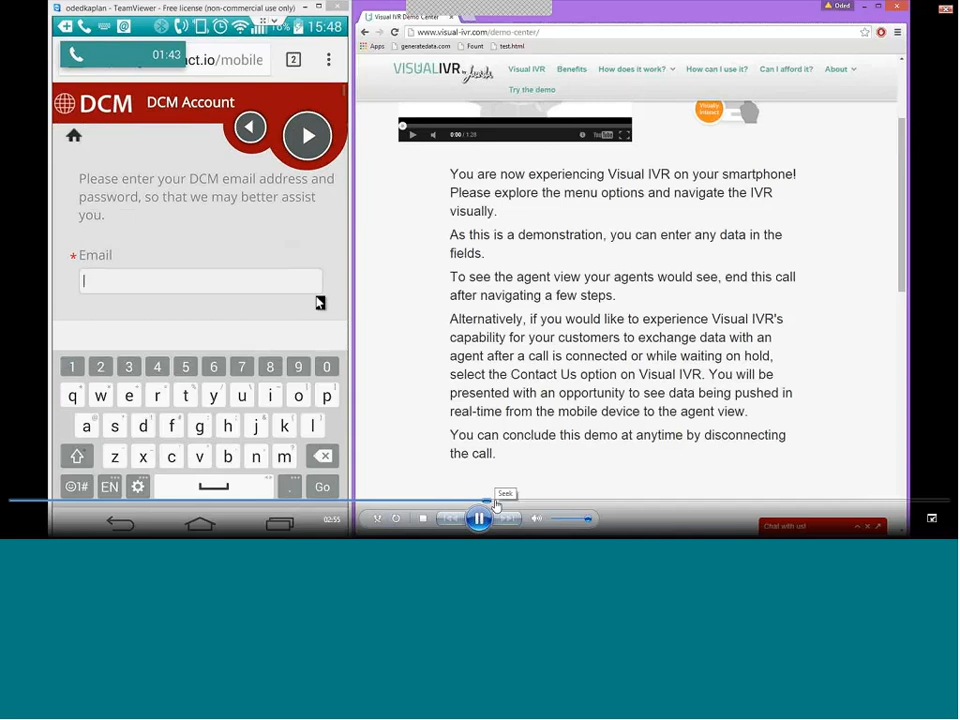 odedkaplan - TeamViewer - Free license (non-commercial use only)
16% 15:48
01:43
act.io/mobile
2
DCM DCM Account
Please enter your DCM email address and
password, so that we may better assist
you.
* Email
1 2 3 4 5 6 7 8 9 0
q w e r t y u i o p
a s d f g h j k l
z x c v b n m
☺1# EN . Go
02:55
Visual IVR Demo Center
Oded
www.visual-ivr.com/demo-center/
Apps generatedata.com Fount test.html
VISUALIVR by Jacada
Visual IVR Benefits How does it work? How can I use it? Can I afford it? About
Try the demo
Visually
Interact
0:00 / 1:28 YouTube
You are now experiencing Visual IVR on your smartphone!
Please explore the menu options and navigate the IVR
visually.
As this is a demonstration, you can enter any data in the
fields.
To see the agent view your agents would see, end this call
after navigating a few steps.
Alternatively, if you would like to experience Visual IVR's
capability for your customers to exchange data with an
agent after a call is connected or while waiting on hold,
select the Contact Us option on Visual IVR. You will be
presented with an opportunity to see data being pushed in
real-time from the mobile device to the agent view.
You can conclude this demo at anytime by disconnecting
the call.
Seek
Chat with us!